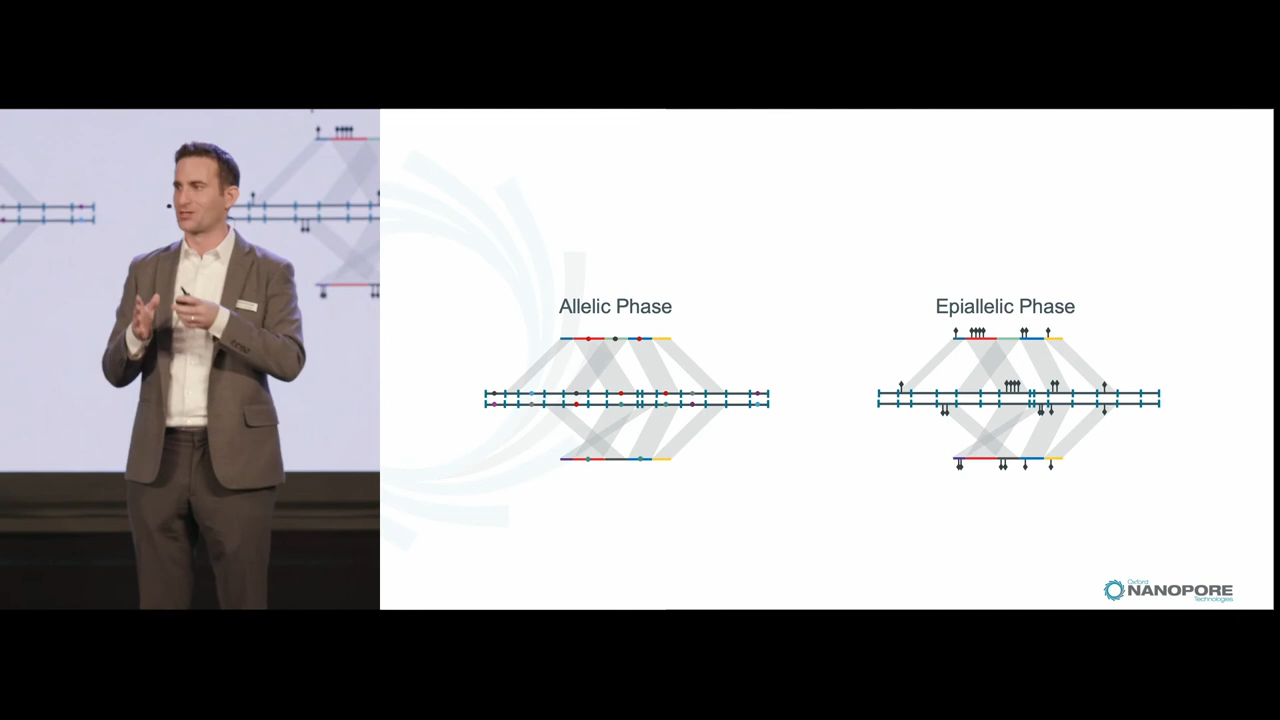 Allelic Phase
Epiallelic Phase
Oxford
NANOPORE
Technologies